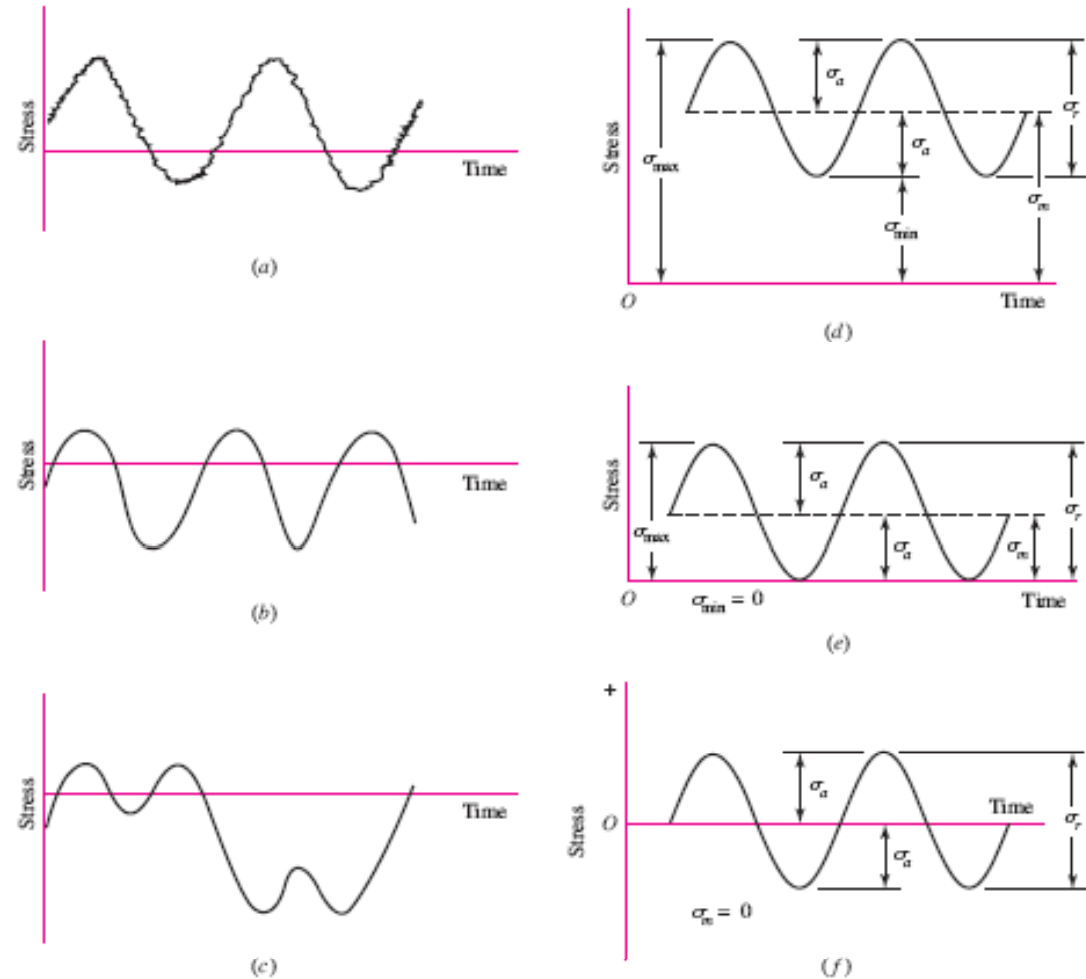 Stress
Time
(a)
Stress
Time
(b)
Stress
Time
(c)
Stress
σmax
σa
σa
σr
σmin
σm
O
Time
(d)
Stress
σmax
σa
σa
σm
σr
O
σmin = 0
Time
(e)
+
Stress
O
σa
σa
Time
σr
σm = 0
(f)